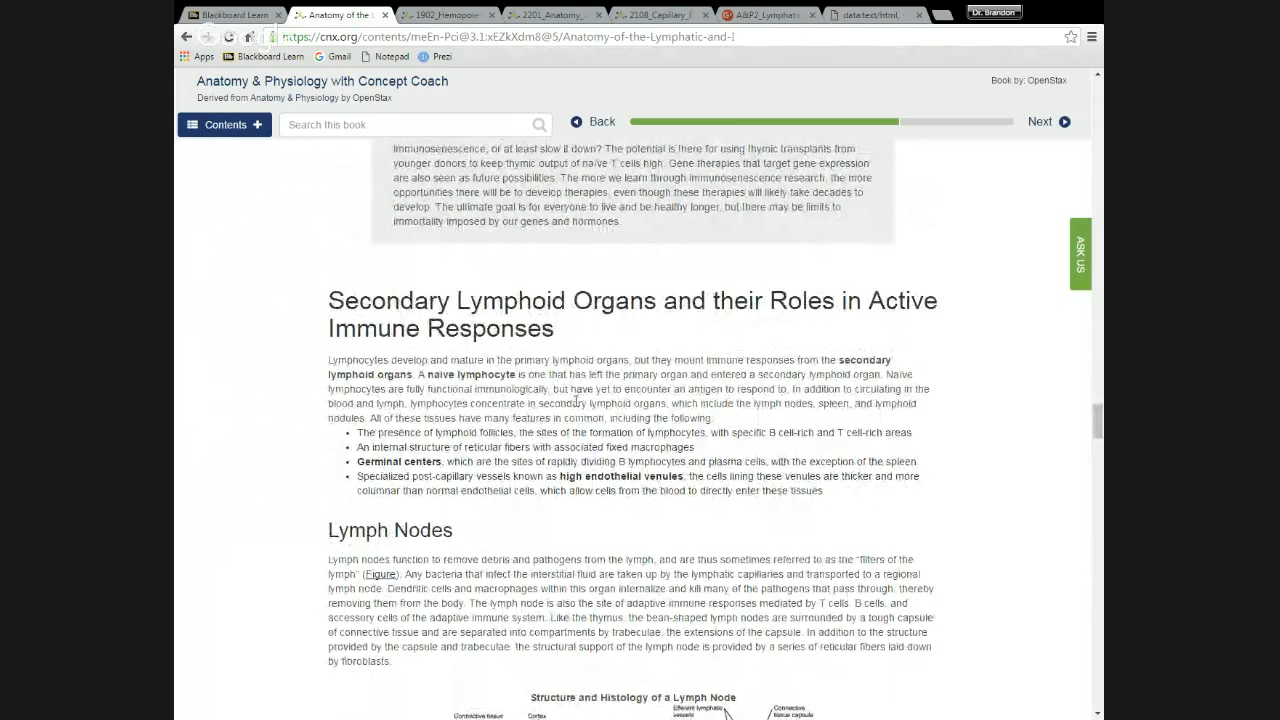 Blackboard Learn
Anatomy of the L
1902_Hemopoies
2201_Anatomy_
2108_Capillary_E
A&P2_Lymphatic
data:text/html,
Dr. Brandon
https://cnx.org/contents/meEn-Pci@3.1:xEZkXdm8@5/Anatomy-of-the-Lymphatic-and-I
Apps Blackboard Learn Gmail Notepad Prezi
Anatomy & Physiology with Concept Coach
Book by: OpenStax
Derived from Anatomy & Physiology by OpenStax
Contents +
Search this book
Back
Next
immunosenescence, or at least slow it down? The potential is there for using thymic transplants from
younger donors to keep thymic output of naïve T cells high. Gene therapies that target gene expression
are also seen as future possibilities. The more we learn through immunosenescence research, the more
opportunities there will be to develop therapies, even though these therapies will likely take decades to
develop. The ultimate goal is for everyone to live and be healthy longer, but there may be limits to
immortality imposed by our genes and hormones.
ASK US
Secondary Lymphoid Organs and their Roles in Active
Immune Responses
Lymphocytes develop and mature in the primary lymphoid organs, but they mount immune responses from the secondary
lymphoid organs. A naïve lymphocyte is one that has left the primary organ and entered a secondary lymphoid organ. Naïve
lymphocytes are fully functional immunologically, but have yet to encounter an antigen to respond to. In addition to circulating in the
blood and lymph, lymphocytes concentrate in secondary lymphoid organs, which include the lymph nodes, spleen, and lymphoid
nodules. All of these tissues have many features in common, including the following:
• The presence of lymphoid follicles, the sites of the formation of lymphocytes, with specific B cell-rich and T cell-rich areas
• An internal structure of reticular fibers with associated fixed macrophages
• Germinal centers, which are the sites of rapidly dividing B lymphocytes and plasma cells, with the exception of the spleen
• Specialized post-capillary vessels known as high endothelial venules; the cells lining these venules are thicker and more
columnar than normal endothelial cells, which allow cells from the blood to directly enter these tissues
Lymph Nodes
Lymph nodes function to remove debris and pathogens from the lymph, and are thus sometimes referred to as the “filters of the
lymph” (Figure). Any bacteria that infect the interstitial fluid are taken up by the lymphatic capillaries and transported to a regional
lymph node. Dendritic cells and macrophages within this organ internalize and kill many of the pathogens that pass through, thereby
removing them from the body. The lymph node is also the site of adaptive immune responses mediated by T cells, B cells, and
accessory cells of the adaptive immune system. Like the thymus, the bean-shaped lymph nodes are surrounded by a tough capsule
of connective tissue and are separated into compartments by trabeculae, the extensions of the capsule. In addition to the structure
provided by the capsule and trabeculae, the structural support of the lymph node is provided by a series of reticular fibers laid down
by fibroblasts.
Structure and Histology of a Lymph Node
Connective tissue
Cortex
Efferent lymphatic
vessels
Connective
tissue capsule